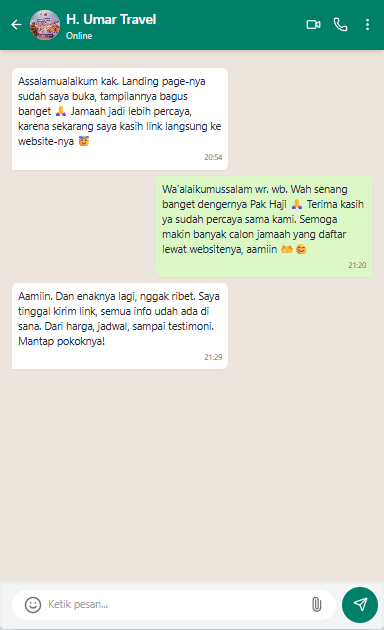 H. Umar Travel
Online
Assalamualaikum kak. Landing page-nya
sudah saya buka, tampilannya bagus
banget 🙏 Jamaah jadi lebih percaya,
karena sekarang saya kasih link langsung ke
website-nya 🥰
20:54
Wa'alaikumussalam wr. wb. Wah senang
banget dengernya Pak Haji 🙏 Terima kasih
ya sudah percaya sama kami. Semoga
makin banyak calon jamaah yang daftar
lewat websitenya, aamiin 🤲😊
21:20
Aamiin. Dan enaknya lagi, nggak ribet. Saya
tinggal kirim link, semua info udah ada di
sana. Dari harga, jadwal, sampai testimoni.
Mantap pokoknya!
21:29
Ketik pesan...